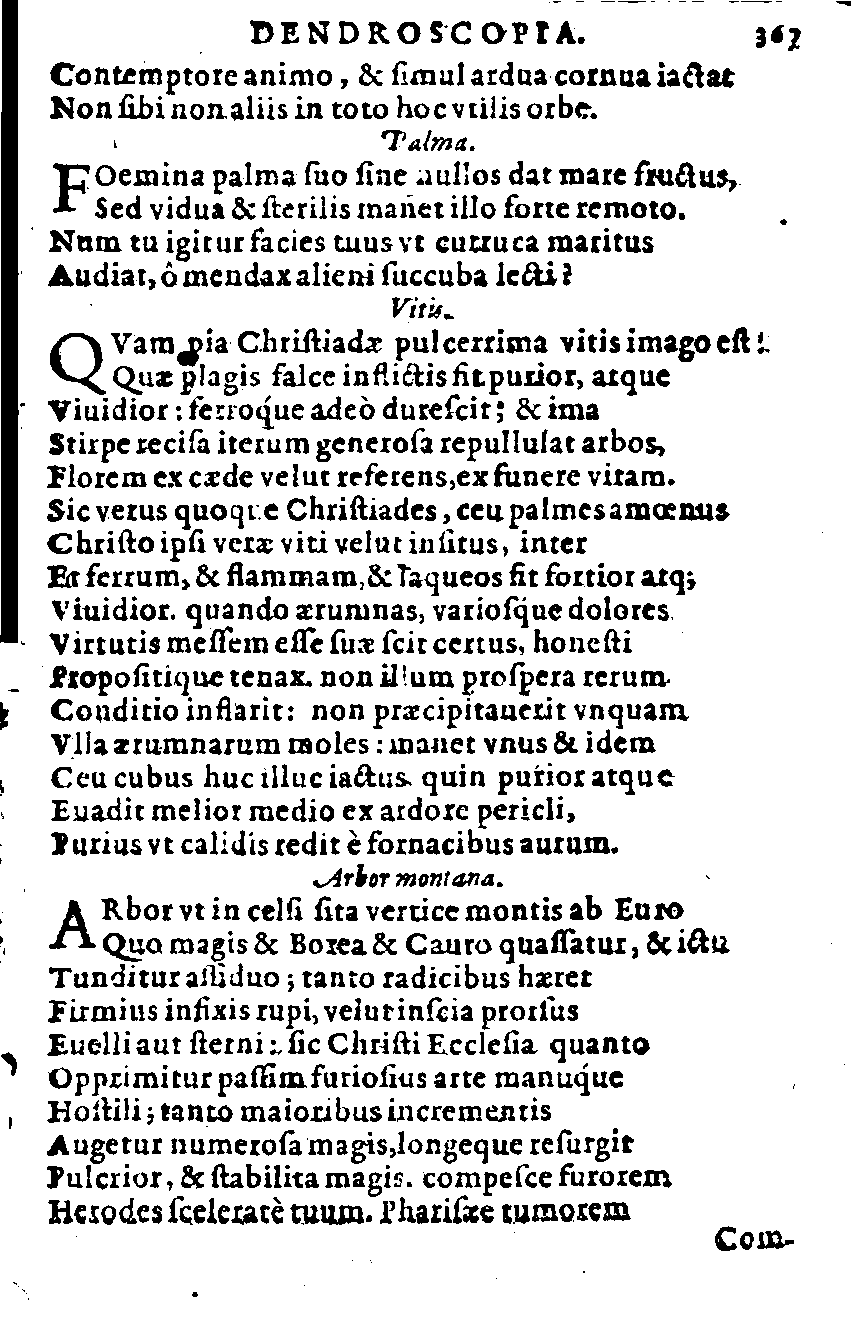 DENDROSCOPIA. 367
Contemptore animo, & ſimul ardua cornua iactat
Non ſibi non aliis in toto hoc vtilis orbe.
Palma.
FOemina palma ſuo ſine nullos dat mare fructus,
Sed vidua & ſterilis manet illo forte remoto.
Num tu igitur facies tuus vt curruca maritus
Audiat, ô mendax alieni ſuccuba lecti?
Vitis.
QVam pia Chriſtiadæ pulcerrima vitis imago eſt!
Quæ plagis falce inflictis fit purior, atque
Viuidior: ferroq́ue adeò dureſcit; & ima
Stirpe reciſa iterum generoſa repullulat arbos,
Florem ex cæde velut referens, ex funere vitam.
Sic verus quoque Chriſtiades, ceu palmes amœnus
Chriſto ipſi veræ viti velut inſitus, inter
Et ferrum, & flammam, & laqueos fit fortior atq;
Viuidior. quando ærumnas, varioſq́ue dolores
Virtutis meſſem eſſe ſuæ ſcit certus, honeſti
Propoſitique tenax. non illum proſpera rerum
Conditio inflarit: non præcipitauerit vnquam
Vlla ærumnarum moles: manet vnus & idem
Ceu cubus huc illuc iactus. quin purior atque
Euadit melior medio ex ardore pericli,
Purius vt calidis redit è fornacibus aurum.
Arbor montana.
ARbor vt in celſi ſita vertice montis ab Euro
Quo magis & Borea & Cauro quaſſatur, & ictu
Tunditur aſſiduo; tanto radicibus hæret
Firmius infixis rupi, velut inſcia prorſus
Euelli aut ſterni: ſic Chriſti Eccleſia quanto
Opprimitur paſſim furioſius arte manuq́ue
Hoſtili; tanto maioribus incrementis
Augetur numeroſa magis, longeque reſurgit
Pulcrior, & ſtabilita magis. compeſce furorem
Herodes ſceleratè tuum. Phariſæe tumorem
Com-